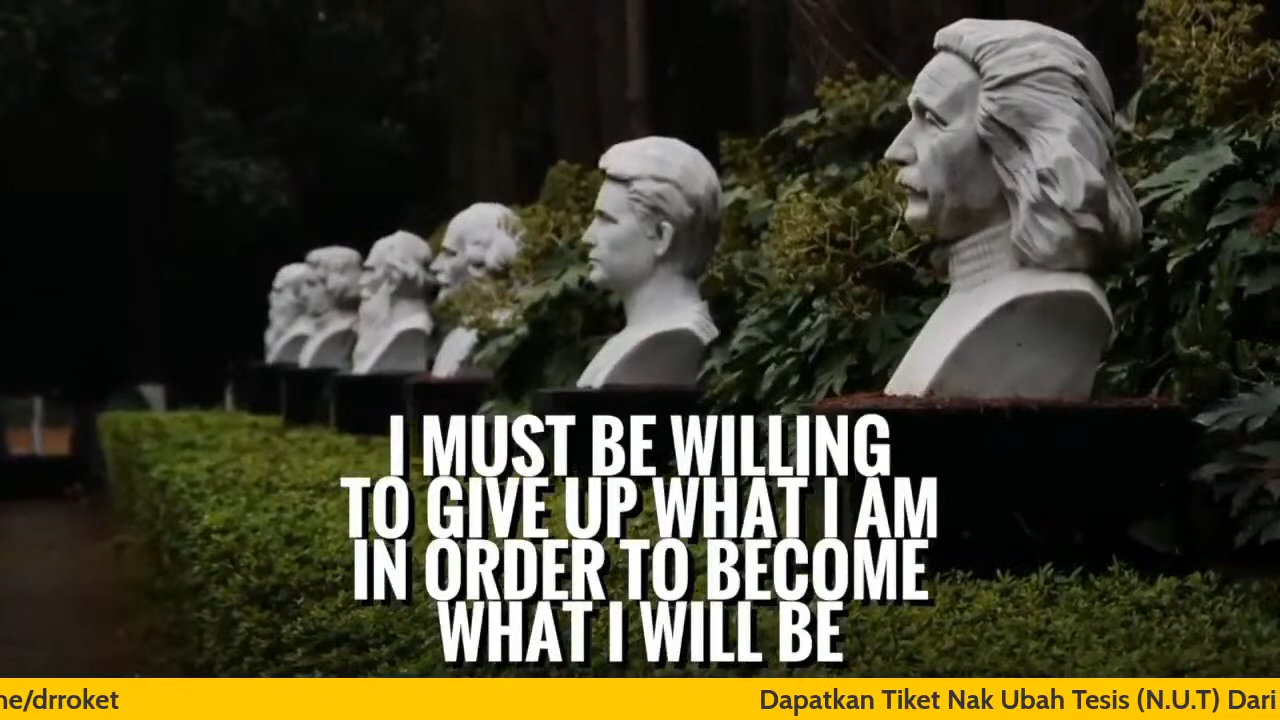 I MUST BE WILLING
TO GIVE UP WHAT I AM
IN ORDER TO BECOME
WHAT I WILL BE
ne/drroket
Dapatkan Tiket Nak Ubah Tesis (N.U.T) Dari